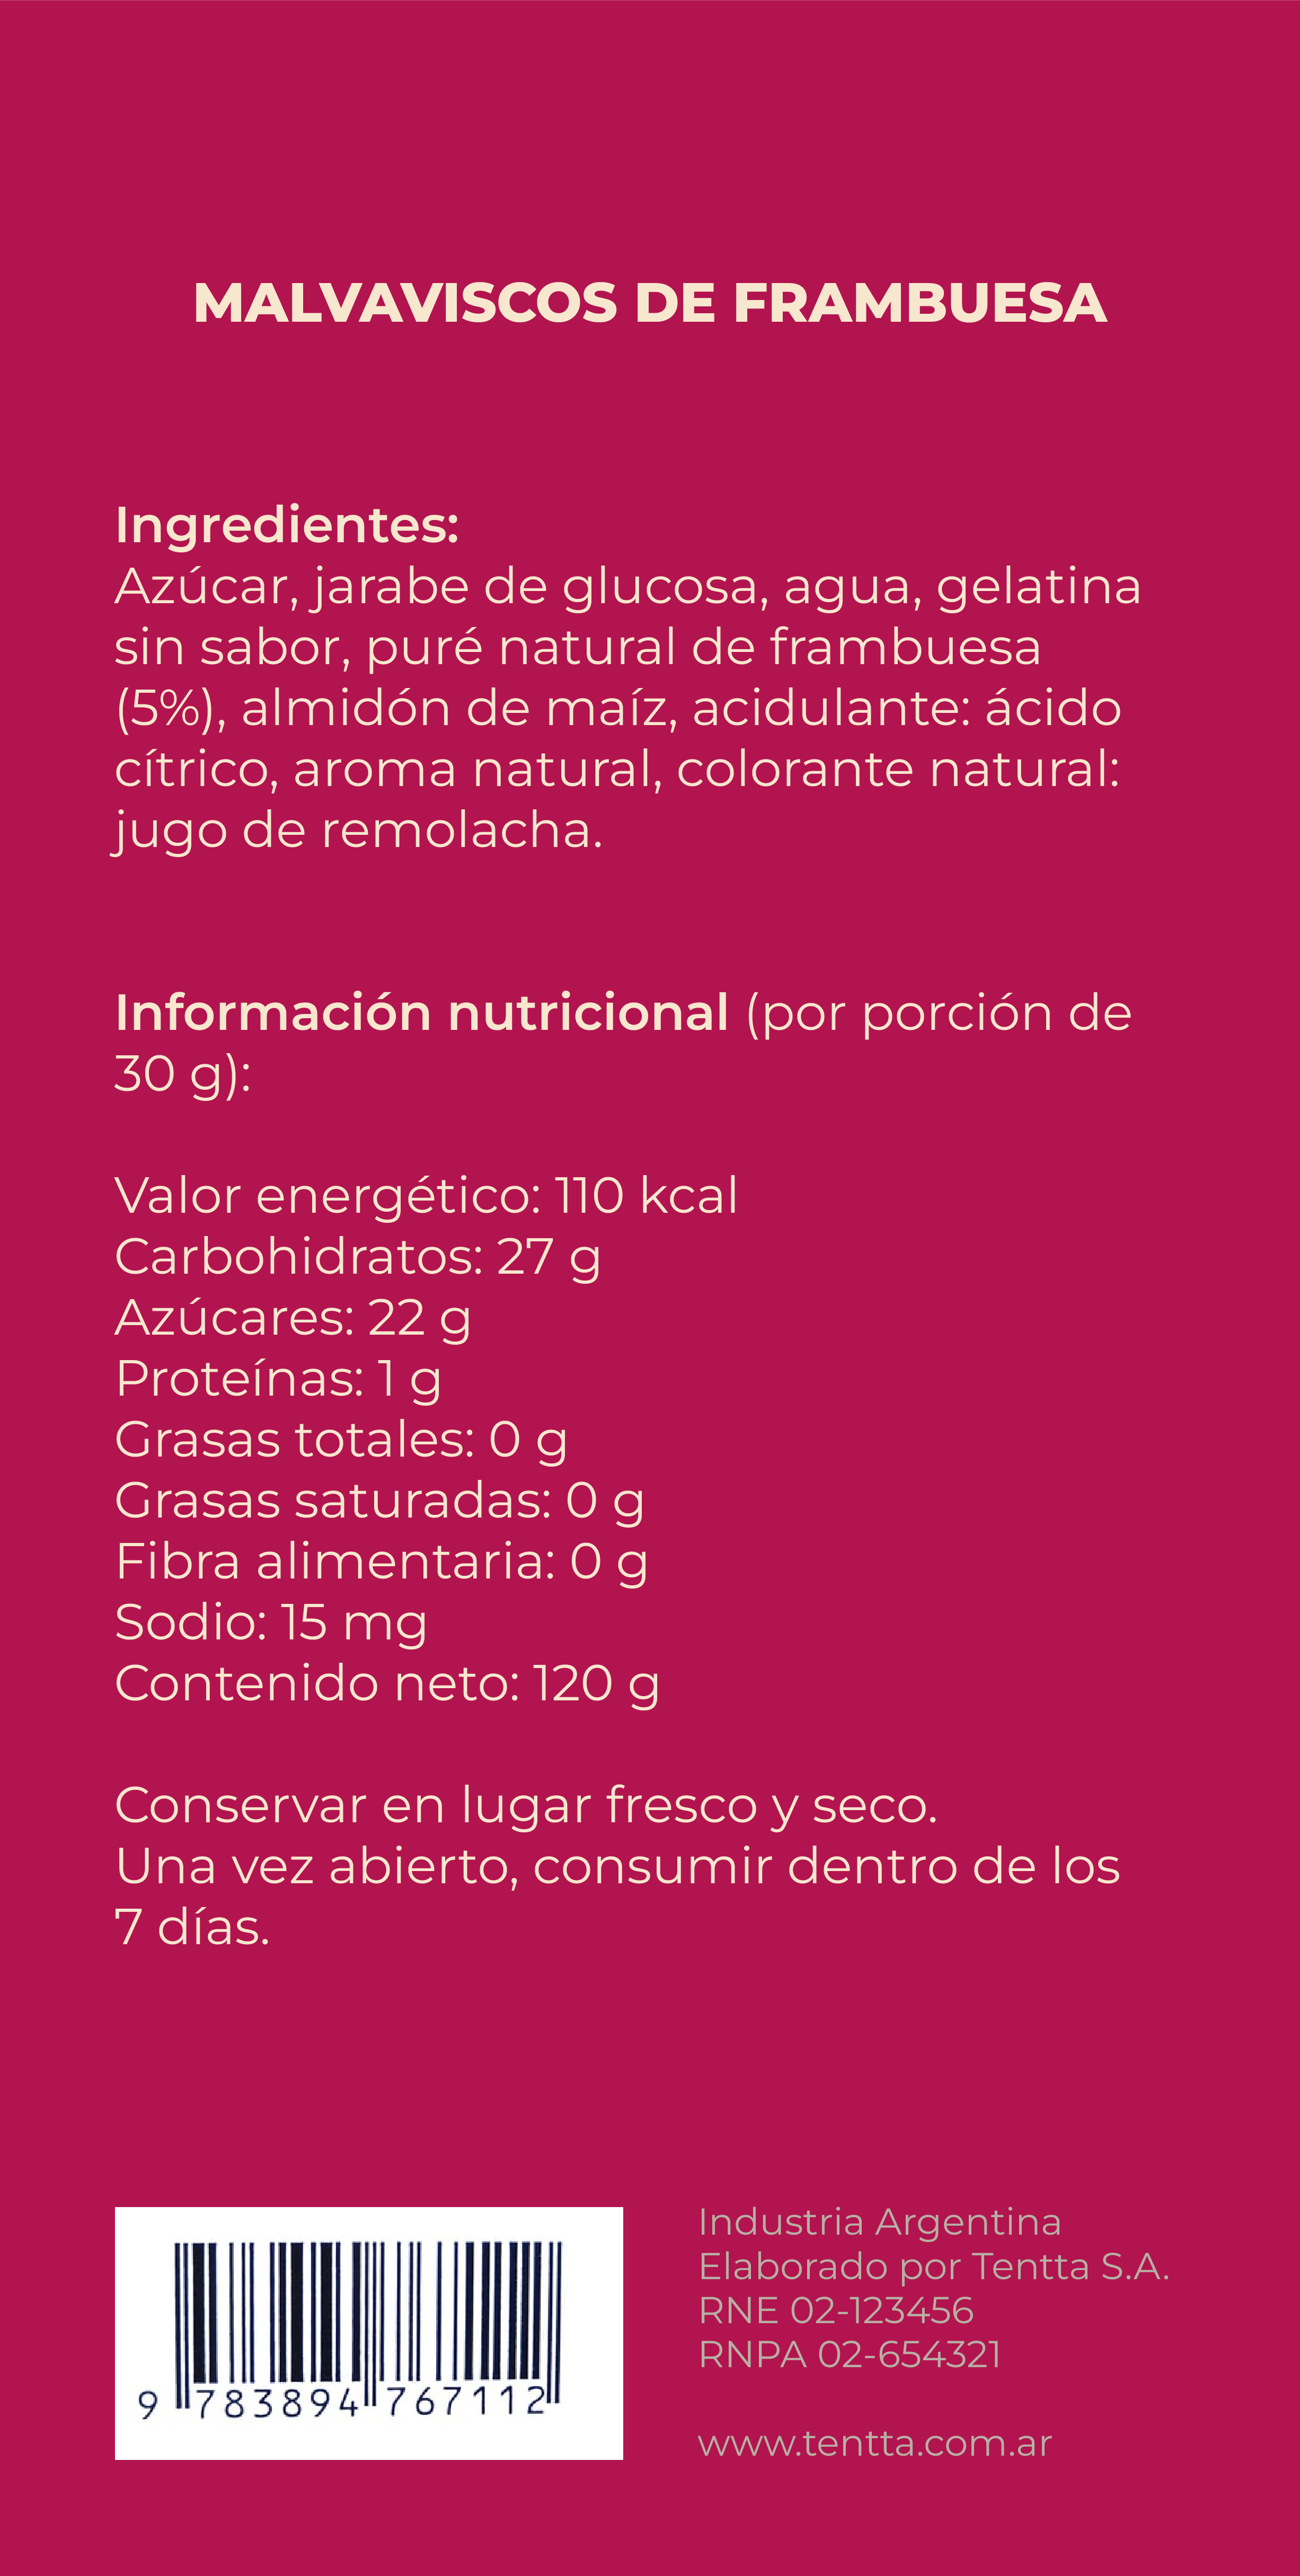 MALVAVISCOS DE FRAMBUESA
Ingredientes:
Azúcar, jarabe de glucosa, agua, gelatina
sin sabor, puré natural de frambuesa
(5%), almidón de maíz, acidulante: ácido
cítrico, aroma natural, colorante natural:
jugo de remolacha.
Información nutricional (por porción de
30 g):
Valor energético: 110 kcal
Carbohidratos: 27 g
Azúcares: 22 g
Proteínas: 1 g
Grasas totales: 0 g
Grasas saturadas: 0 g
Fibra alimentaria: 0 g
Sodio: 15 mg
Contenido neto: 120 g
Conservar en lugar fresco y seco.
Una vez abierto, consumir dentro de los
7 días.
9 783894 767112
Industria Argentina
Elaborado por Tentta S.A.
RNE 02-123456
RNPA 02-654321
www.tentta.com.ar